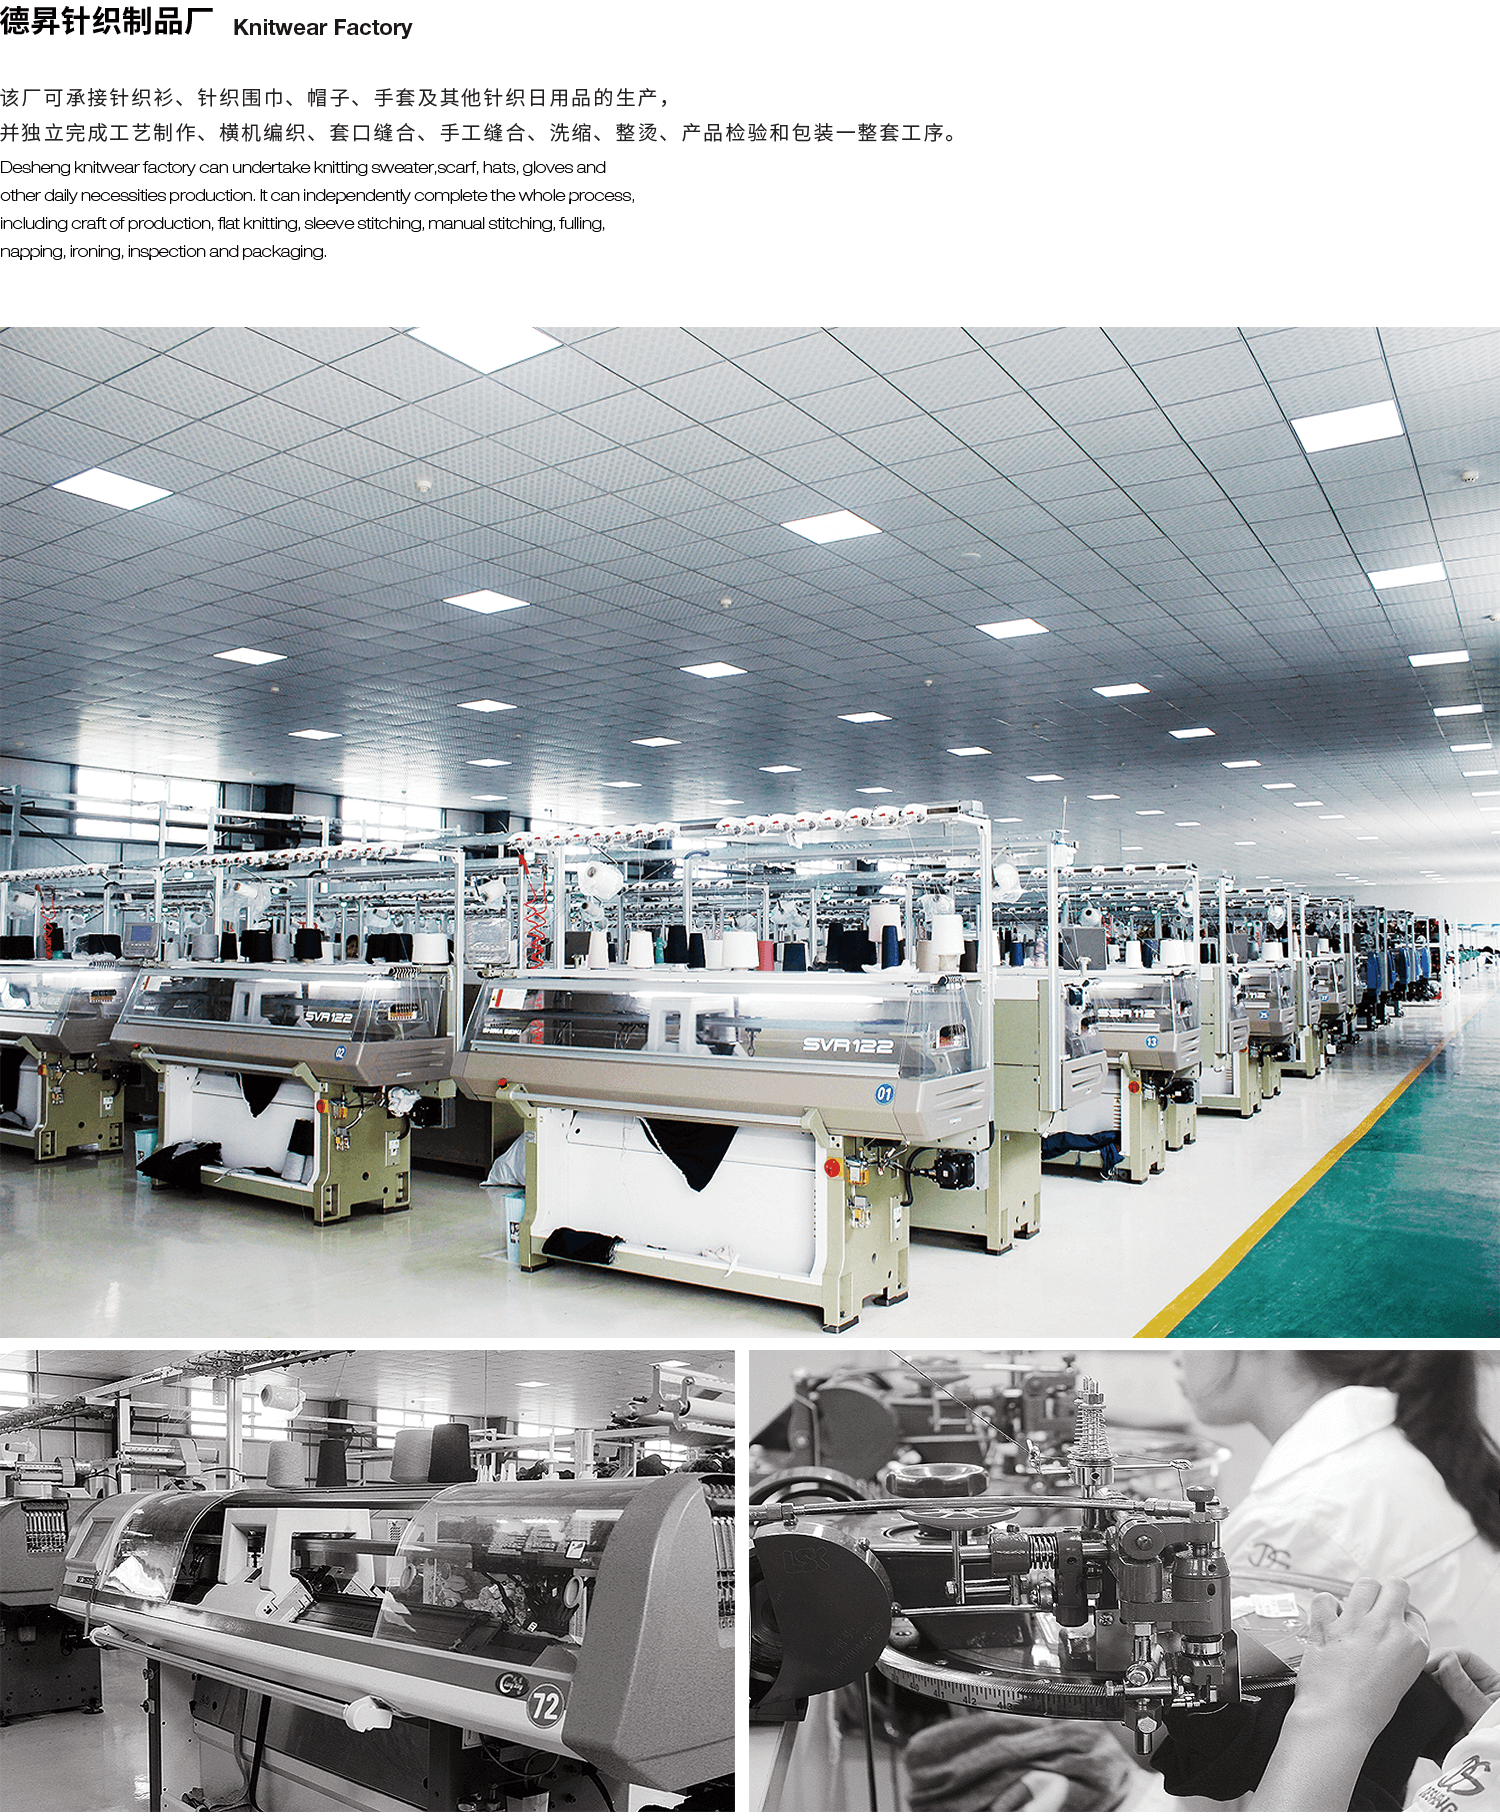 德昇针织制品厂 Knitwear Factory
该厂可承接针织衫、针织围巾、帽子、手套及其他针织日用品的生产，
并独立完成工艺制作、横机编织、套口缝合、手工缝合、洗缩、整烫、产品检验和包装一整套工序。
Desheng knitwear factory can undertake knitting sweater,scarf, hats, gloves and
other daily necessities production. It can independently complete the whole process,
including craft of production, flat knitting, sleeve stitching, manual stitching, fulling,
napping, ironing, inspection and packaging.
SVR122
02
SVR122
01
SSR 112
13
72